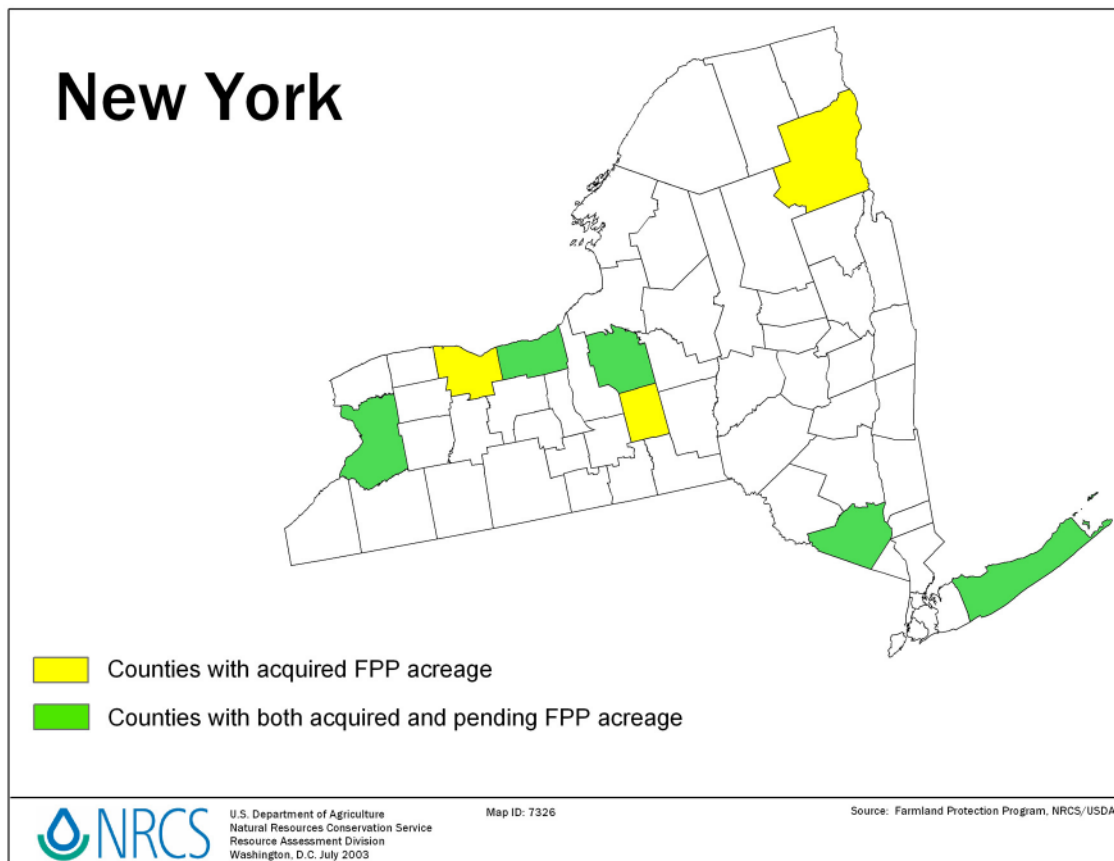 New York
Counties with acquired FPP acreage
Counties with both acquired and pending FPP acreage
NRCS
U.S. Department of Agriculture
Natural Resources Conservation Service
Resource Assessment Division
Washington, D.C. July 2003
Map ID: 7326
Source: Farmland Protection Program, NRCS/USDA